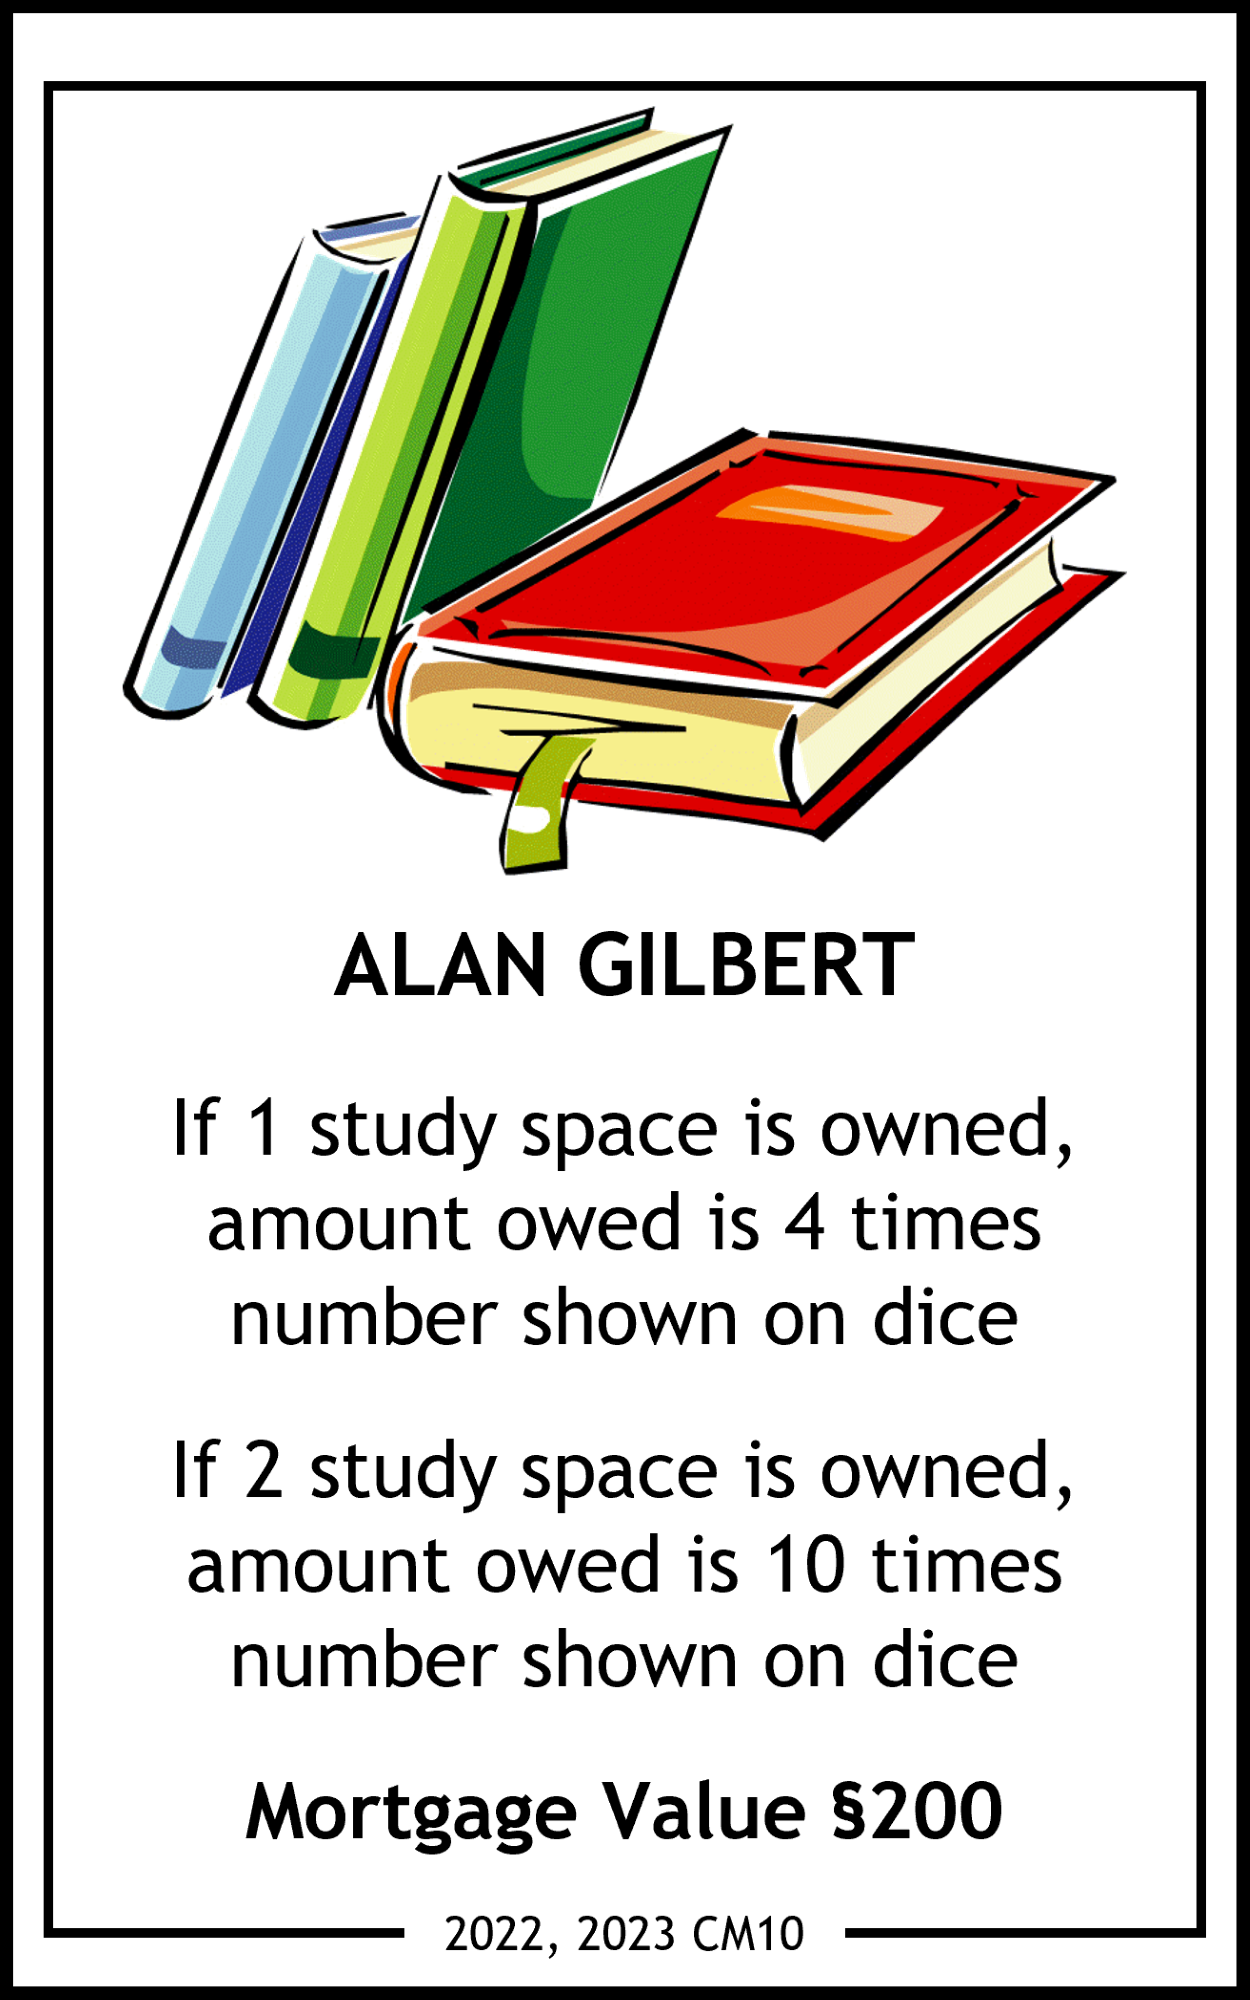 ALAN GILBERT
If 1 study space is owned,
amount owed is 4 times
number shown on dice
If 2 study space is owned,
amount owed is 10 times
number shown on dice
Mortgage Value §200
2022, 2023 CM10